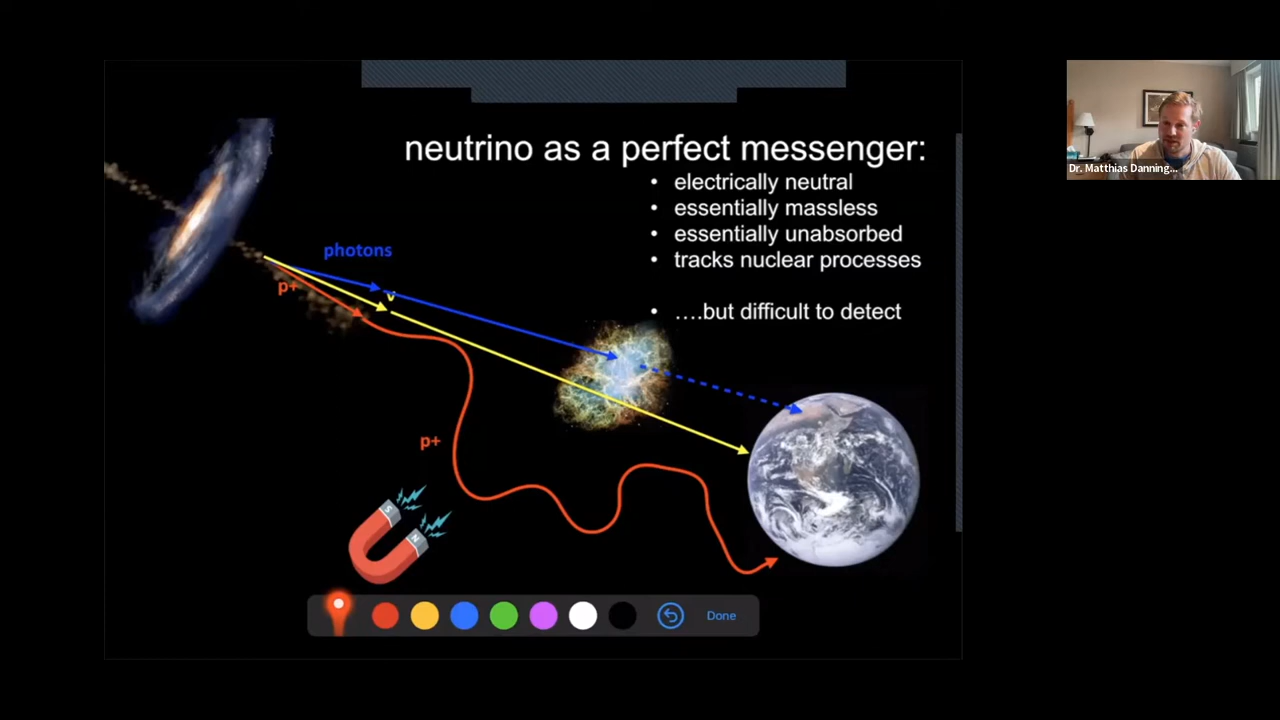 neutrino as a perfect messenger:
• electrically neutral
• essentially massless
• essentially unabsorbed
• tracks nuclear processes
• ....but difficult to detect
photons
p+
ν
p+
S
N
Done
Dr. Matthias Danning...